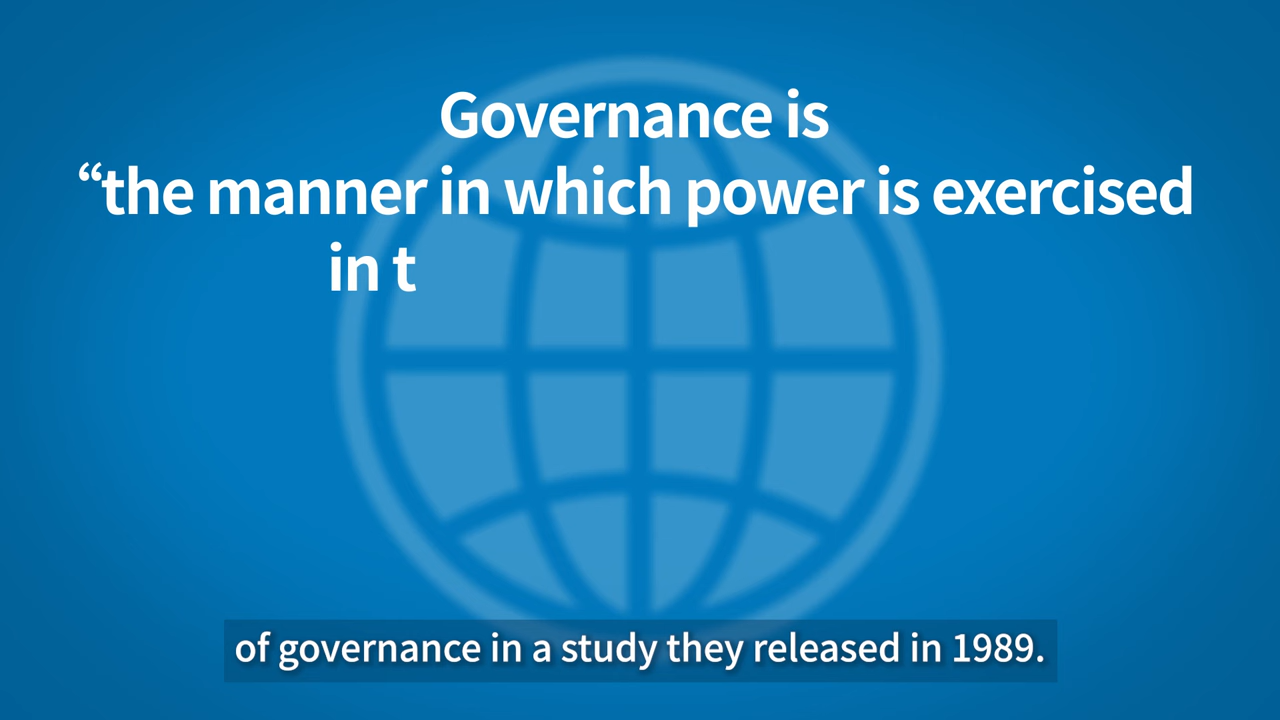 Governance is
“the manner in which power is exercised
in t
of governance in a study they released in 1989.